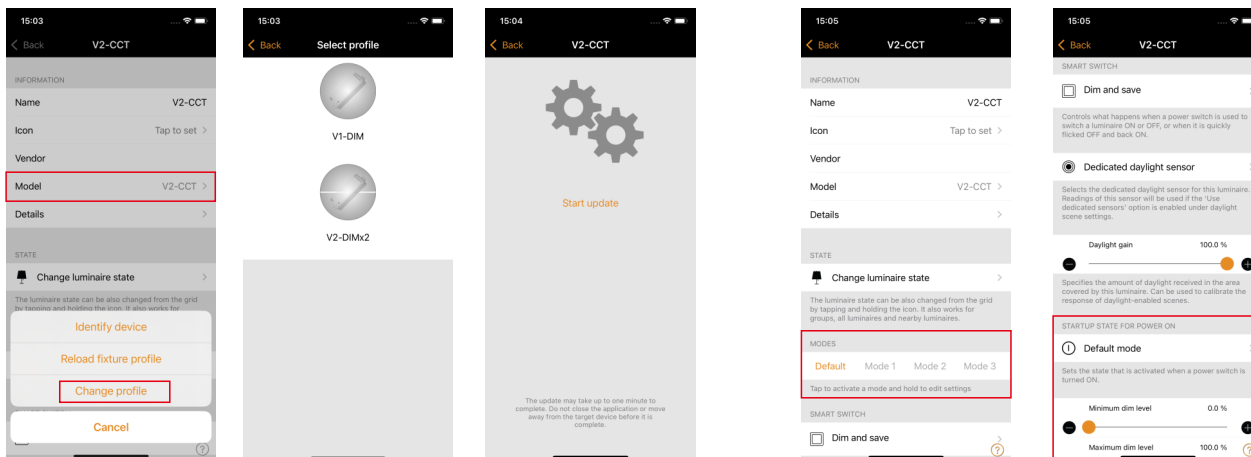 15:03
Back V2-CCT
INFORMATION
Name V2-CCT
Icon Tap to set >
Vendor
Model V2-CCT >
Details >
STATE
Change luminaire state >
The luminaire state can be also changed from the grid
by tapping and holding the icon. It also works for
Identify device
Reload fixture profile
Change profile
Cancel
?
15:03
Back Select profile
V1-DIM
V2-DIMx2
15:04
Back V2-CCT
Start update
The update may take up to one minute to
complete. Do not close the application or move
away from the target device before it is
complete.
15:05
Back V2-CCT
INFORMATION
Name V2-CCT
Icon Tap to set >
Vendor
Model V2-CCT >
Details >
STATE
Change luminaire state >
The luminaire state can be also changed from the grid
by tapping and holding the icon. It also works for
groups, all luminaires and nearby luminaires.
MODES
Default Mode 1 Mode 2 Mode 3
Tap to activate a mode and hold to edit settings
SMART SWITCH
Dim and save >
?
15:05
Back V2-CCT
SMART SWITCH
Dim and save
Controls what happens when a power switch is used to
switch a luminaire ON or OFF, or when it is quickly
flicked OFF and back ON.
Dedicated daylight sensor
Selects the dedicated daylight sensor for this luminaire.
Readings of this sensor will be used if the 'Use
dedicated sensors' option is enabled under daylight
scene settings.
Daylight gain 100.0 %
Specifies the amount of daylight received in the area
covered by this luminaire. Can be used to calibrate the
response of daylight-enabled scenes.
STARTUP STATE FOR POWER ON
Default mode
Sets the state that is activated when a power switch is
turned ON.
Minimum dim level 0.0 %
Maximum dim level 100.0 %
?